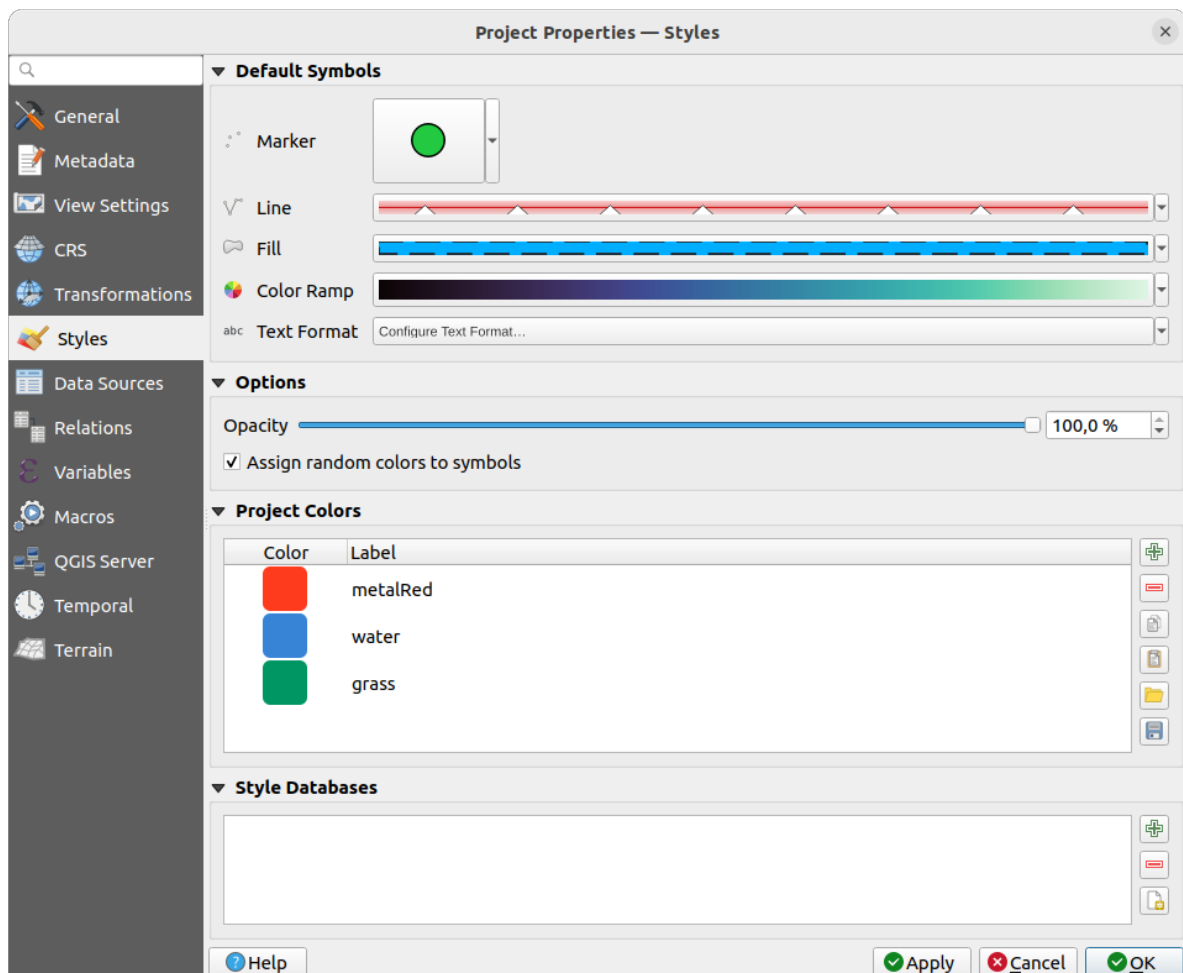 Project Properties — Styles
Default Symbols
General
Marker
Metadata
View Settings
Line
CRS
Fill
Transformations
Color Ramp
abc Text Format Configure Text Format...
Styles
Data Sources
Options
Relations
Opacity 100,0 %
Variables
Assign random colors to symbols
Macros
Project Colors
QGIS Server
Color Label
metalRed
Temporal
water
Terrain
grass
Style Databases
Help Apply Cancel OK